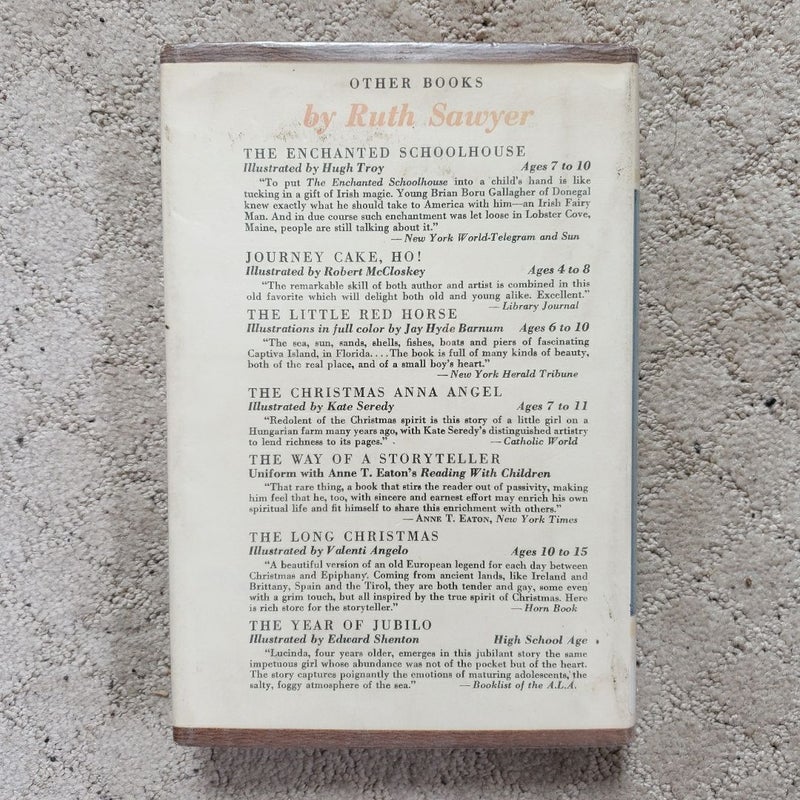 OTHER BOOKS
by Ruth Sawyer
THE ENCHANTED SCHOOLHOUSE
Illustrated by Hugh Troy Ages 7 to 10
"To put The Enchanted Schoolhouse into a child's hand is like
tucking in a gift of Irish magic. Young Brian Boru Gallagher of Donegal
knew exactly what he should take to America with him—an Irish Fairy
Man. And in due course such enchantment was let loose in Lobster Cove,
Maine, people are still talking about it."
—New York World-Telegram and Sun
JOURNEY CAKE, HO!
Illustrated by Robert McCloskey Ages 4 to 8
"The remarkable skill of both author and artist is combined in this
old favorite which will delight both old and young alike. Excellent."
—Library Journal
THE LITTLE RED HORSE
Illustrations in full color by Jay Hyde Barnum Ages 6 to 10
"The sea, sun, sands, shells, fishes, boats and piers of fascinating
Captiva Island, in Florida. . . . The book is full of many kinds of beauty,
both of the real place, and of a small boy's heart."
—New York Herald Tribune
THE CHRISTMAS ANNA ANGEL
Illustrated by Kate Seredy Ages 7 to 11
"Redolent of the Christmas spirit is this story of a little girl on a
Hungarian farm many years ago, with Kate Seredy's distinguished artistry
to lend richness to its pages." —Catholic World
THE WAY OF A STORYTELLER
Uniform with Anne T. Eaton's Reading With Children
"That rare thing, a book that stirs the reader out of passivity, making
him feel that he, too, with sincere and earnest effort may enrich his own
spiritual life and fit himself to share this enrichment with others."
—ANNE T. EATON, New York Times
THE LONG CHRISTMAS
Illustrated by Valenti Angelo Ages 10 to 15
"A beautiful version of an old European legend for each day between
Christmas and Epiphany. Coming from ancient lands, like Ireland and
Brittany, Spain and the Tirol, they are both tender and gay, some even
with a grim touch, but all inspired by the true spirit of Christmas. Here
is rich store for the storyteller." —Horn Book
THE YEAR OF JUBILO
Illustrated by Edward Shenton High School Age
"Lucinda, four years older, emerges in this jubilant story the same
impetuous girl whose abundance was not of the pocket but of the heart.
The story captures poignantly the emotions of maturing adolescents, the
salty, foggy atmosphere of the sea." —Booklist of the A.L.A.